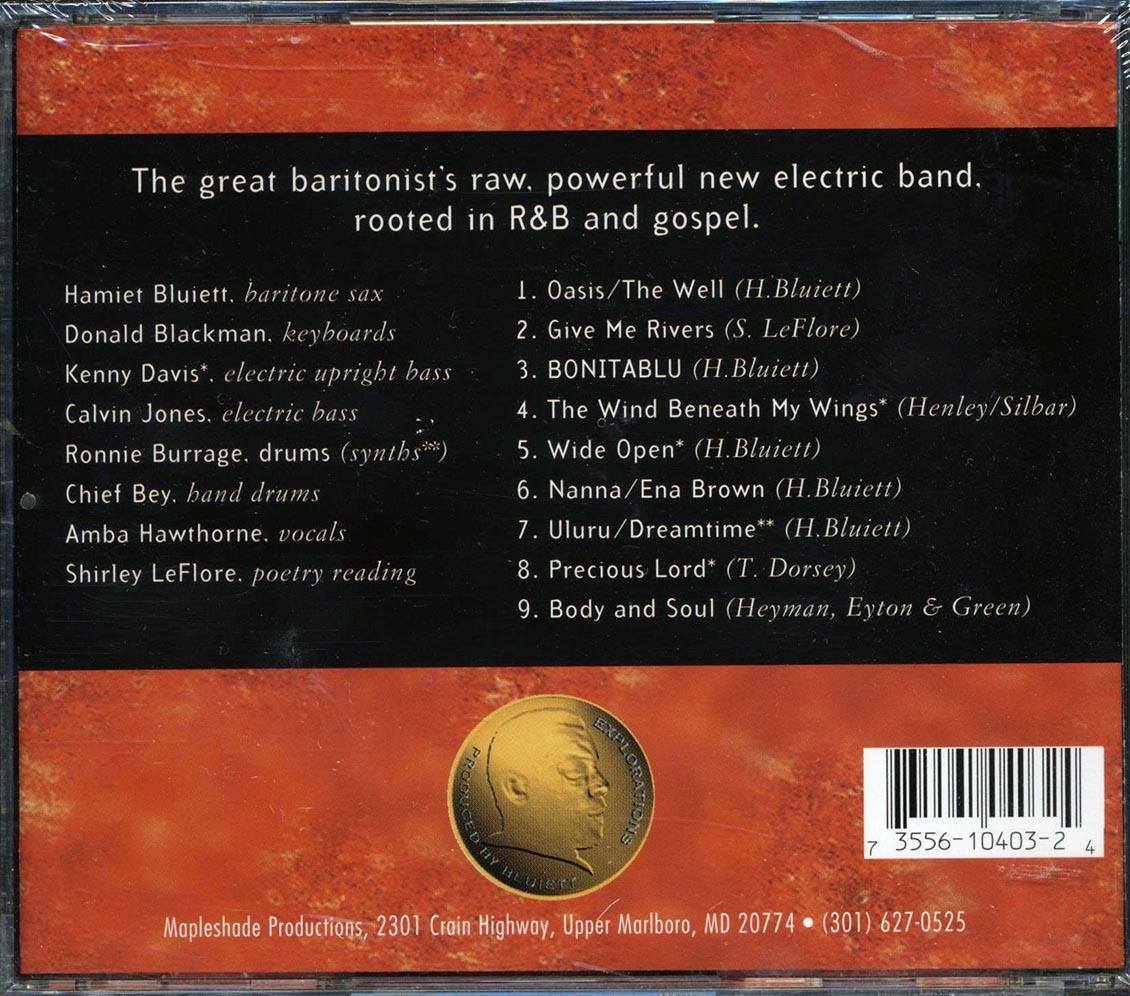 The great baritonist's raw, powerful new electric band,
rooted in R&B and gospel.
Hamiet Bluiett, baritone sax
Donald Blackman, keyboards
Kenny Davis*, electric upright bass
Calvin Jones, electric bass
Ronnie Burrage, drums (synths**)
Chief Bey, hand drums
Amba Hawthorne, vocals
Shirley LeFlore, poetry reading
1. Oasis/The Well (H.Bluiett)
2. Give Me Rivers (S. LeFlore)
3. BONITABLU (H.Bluiett)
4. The Wind Beneath My Wings* (Henley/Silbar)
5. Wide Open* (H.Bluiett)
6. Nanna/Ena Brown (H.Bluiett)
7. Uluru/Dreamtime** (H.Bluiett)
8. Precious Lord* (T. Dorsey)
9. Body and Soul (Heyman, Eyton & Green)
EXPLORATIONS
PRODUCED BY BLUIETT
7 3556-10403-2 4
Mapleshade Productions, 2301 Crain Highway, Upper Marlboro, MD 20774 • (301) 627-0525